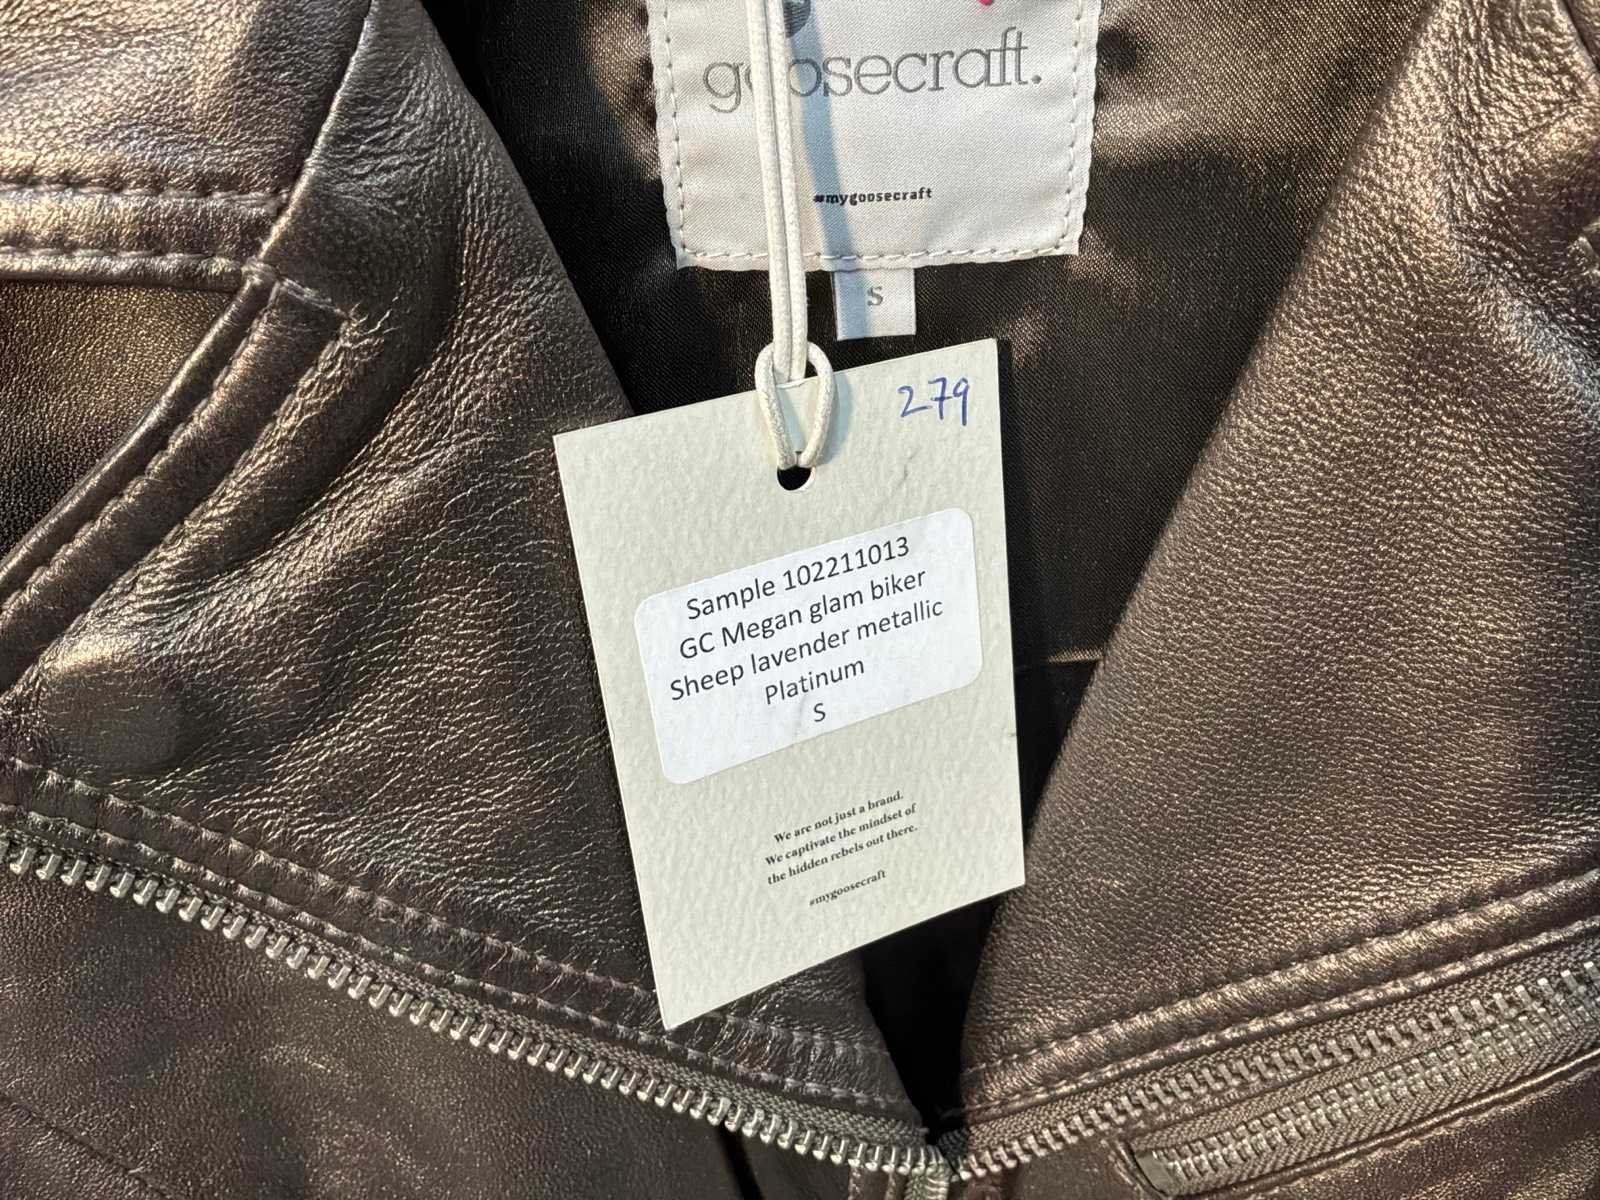 goosecraft.
#mygoosecraft
S
279
Sample 102211013
GC Megan glam biker
Sheep lavender metallic
Platinum
S
We are not just a brand.
We captivate the mindset of
the hidden rebels out there.
#mygoosecraft